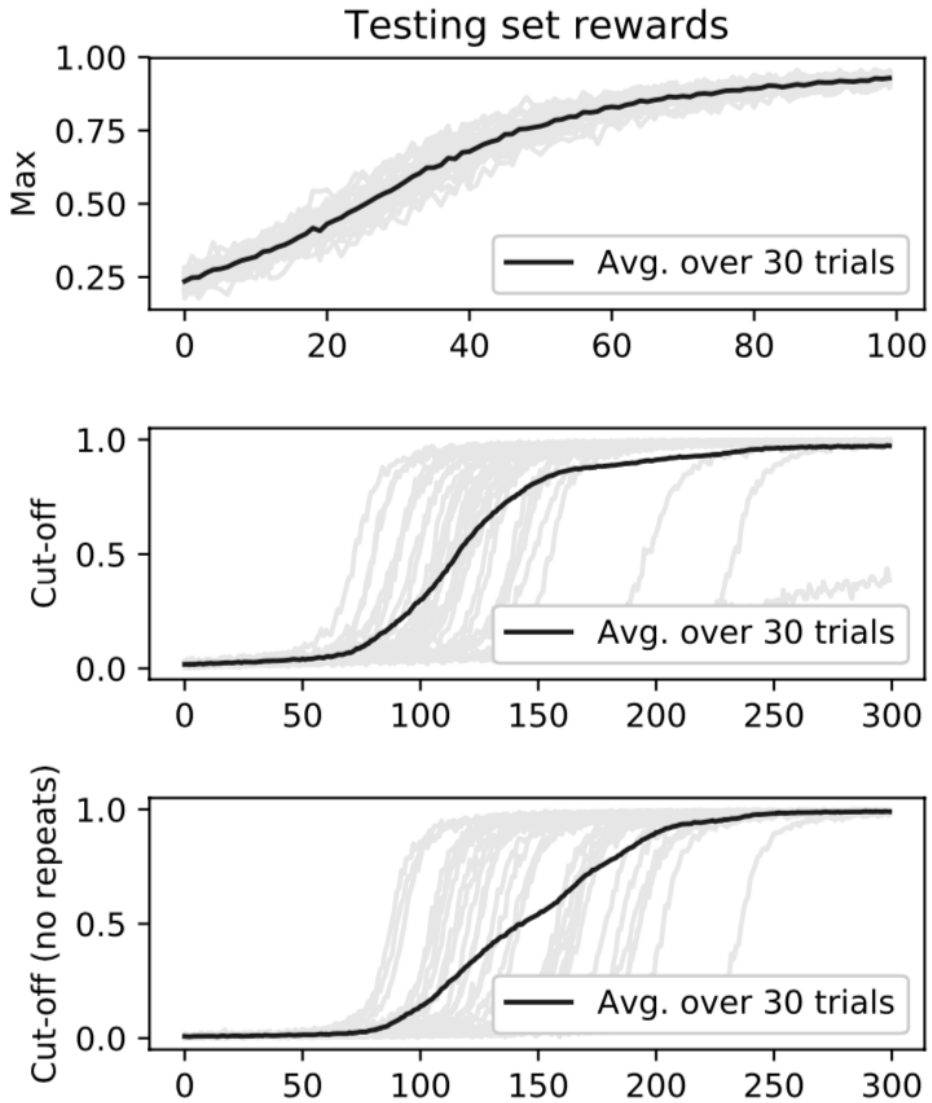 Testing set rewards
1.00
0.75
0.50
0.25
Max
Avg. over 30 trials
0 20 40 60 80 100
1.0
0.5
0.0
Cut-off
Avg. over 30 trials
0 50 100 150 200 250 300
1.0
0.5
0.0
Cut-off (no repeats)
Avg. over 30 trials
0 50 100 150 200 250 300